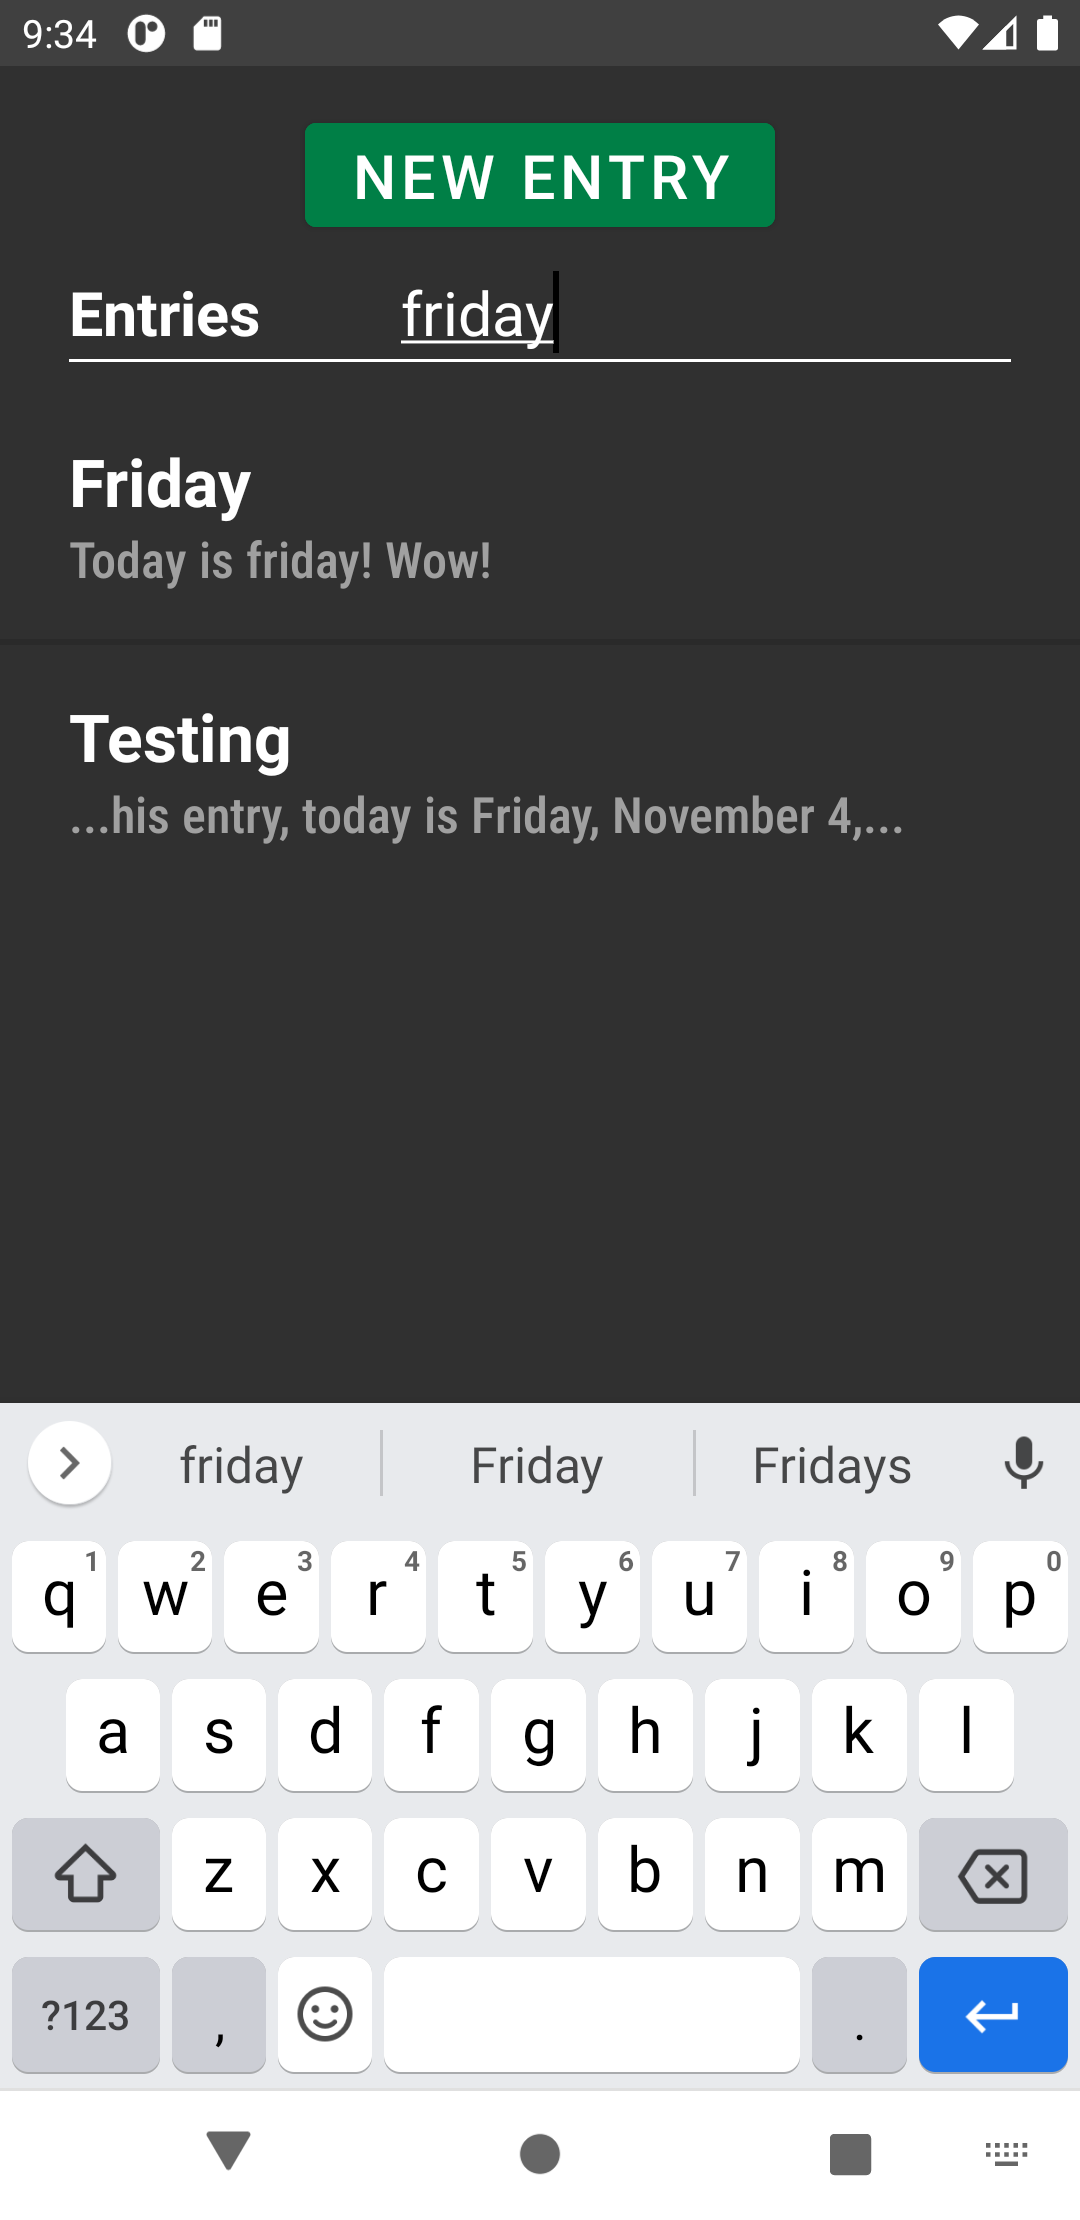 9:34
NEW ENTRY
Entries friday
Friday
Today is friday! Wow!
Testing
...his entry, today is Friday, November 4,...
friday Friday Fridays
q 1 w 2 e 3 r 4 t 5 y 6 u 7 i 8 o 9 p 0
a s d f g h j k l
z x c v b n m
?123 , .